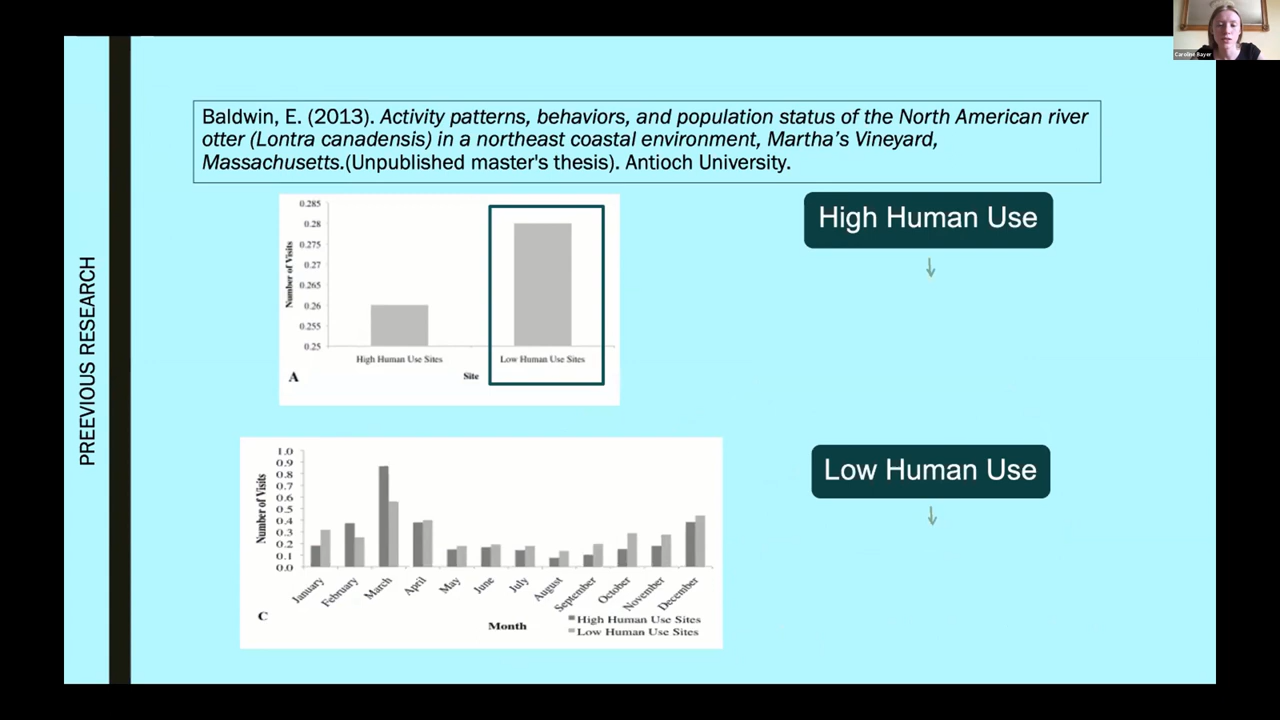 Caroline Bayer
PREEVIOUS RESEARCH
Baldwin, E. (2013). Activity patterns, behaviors, and population status of the North American river
otter (Lontra canadensis) in a northeast coastal environment, Martha's Vineyard,
Massachusetts.(Unpublished master's thesis). Antioch University.
0.285
0.28
0.275
0.27
0.265
0.26
0.255
0.25
Number of Visits
High Human Use Sites
Low Human Use Sites
A
Site
High Human Use
↓
1.0
0.9
0.8
0.7
0.6
0.5
0.4
0.3
0.2
0.1
0.0
Number of Visits
January
February
March
April
May
June
July
August
September
October
November
December
C
Month
High Human Use Sites
Low Human Use Sites
Low Human Use
↓